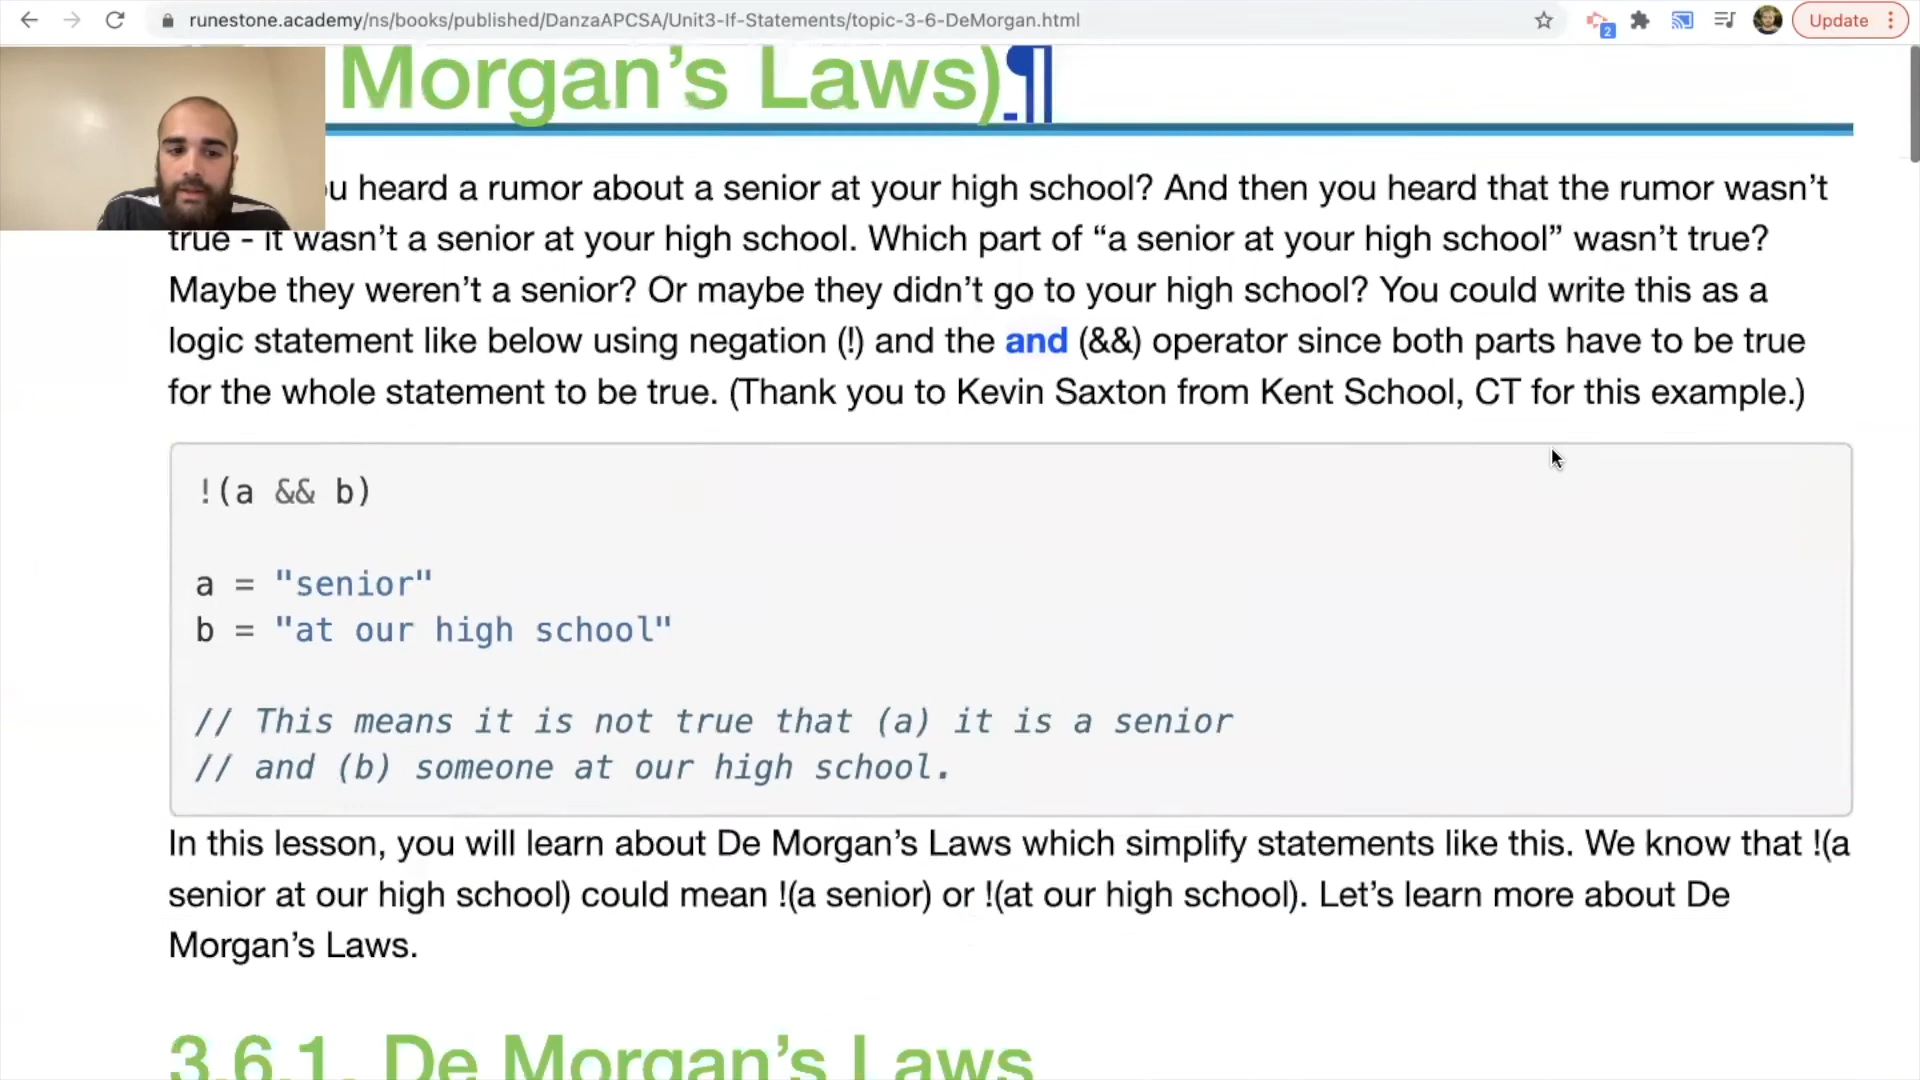 runestone.academy/ns/books/published/DanzaAPCSA/Unit3-If-Statements/topic-3-6-DeMorgan.html
2
Update
Morgan’s Laws)¶
u heard a rumor about a senior at your high school? And then you heard that the rumor wasn’t
true - it wasn’t a senior at your high school. Which part of “a senior at your high school” wasn’t true?
Maybe they weren’t a senior? Or maybe they didn’t go to your high school? You could write this as a
logic statement like below using negation (!) and the and (&&) operator since both parts have to be true
for the whole statement to be true. (Thank you to Kevin Saxton from Kent School, CT for this example.)
!(a && b)
a = "senior"
b = "at our high school"
// This means it is not true that (a) it is a senior
// and (b) someone at our high school.
In this lesson, you will learn about De Morgan’s Laws which simplify statements like this. We know that !(a
senior at our high school) could mean !(a senior) or !(at our high school). Let’s learn more about De
Morgan’s Laws.
3.6.1. De Morgan’s Laws